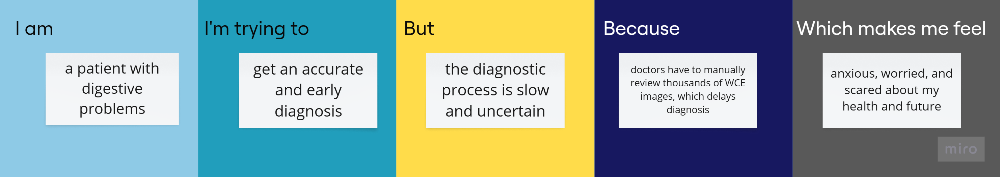 I am
a patient with
digestive
problems
I'm trying to
get an accurate
and early
diagnosis
But
the diagnostic
process is slow
and uncertain
Because
doctors have to manually
review thousands of WCE
images, which delays
diagnosis
Which makes me feel
anxious, worried, and
scared about my
health and future
miro